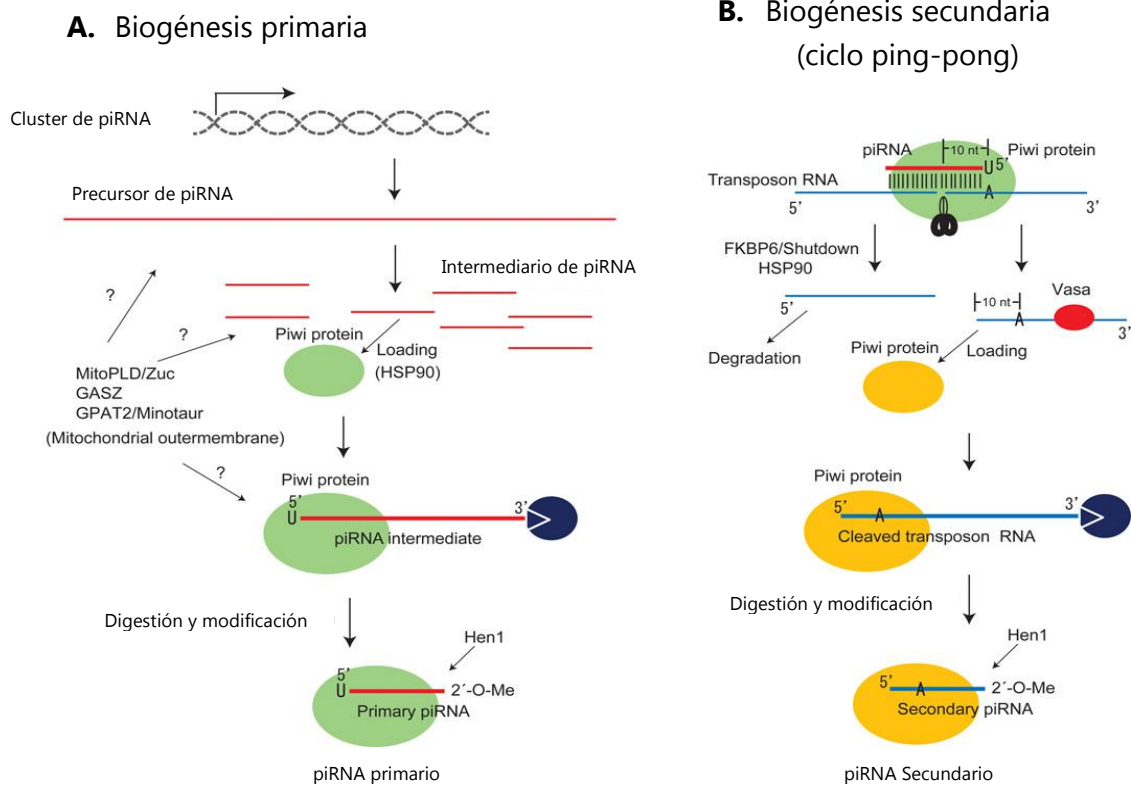 A. Biogénesis primaria
Cluster de piRNA
Precursor de piRNA
Intermediario de piRNA
?
?
Piwi protein
Loading
(HSP90)
MitoPLD/Zuc
GASZ
GPAT2/Minotaur
(Mitochondrial outermembrane)
?
Piwi protein
5'
3'
U
piRNA intermediate
Digestión y modificación
Hen1
5'
U
2´-O-Me
Primary piRNA
piRNA primario
B. Biogénesis secundaria
(ciclo ping-pong)
piRNA
10 nt
Piwi protein
U 5'
Transposon RNA
A
5'
3'
FKBP6/Shutdown
HSP90
Vasa
10 nt
5'
A
3'
Degradation
Piwi protein
Loading
Piwi protein
5'
3'
A
Cleaved transposon RNA
Digestión y modificación
Hen1
5'
A
2´-O-Me
Secondary piRNA
piRNA Secundario